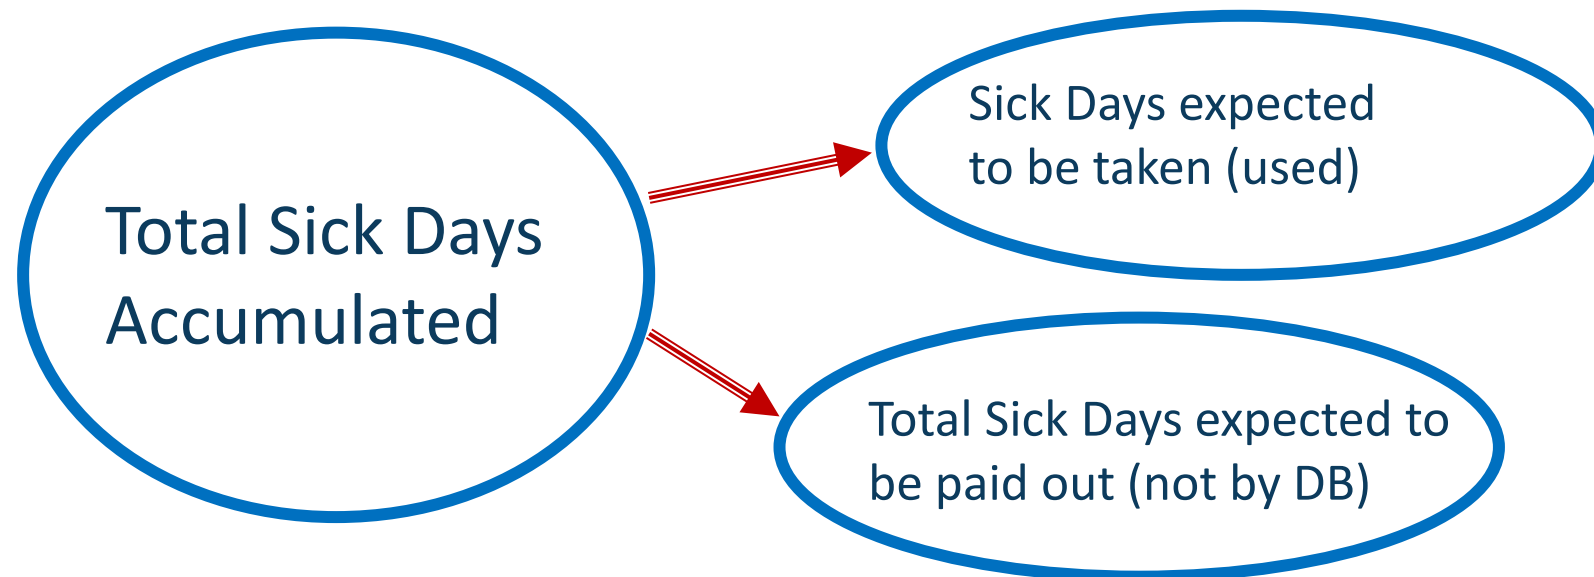 Total Sick Days
Accumulated
Sick Days expected
to be taken (used)
Total Sick Days expected to
be paid out (not by DB)